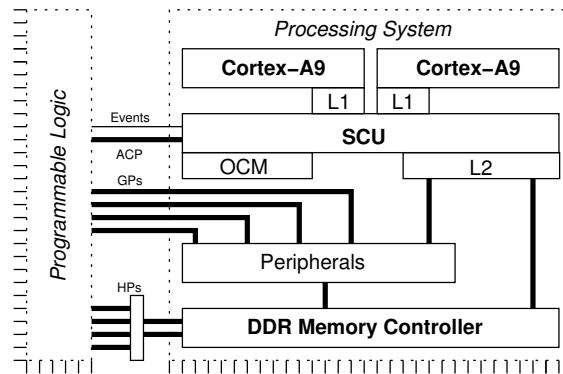 Processing System
Cortex−A9
Cortex−A9
L1
L1
Events
SCU
ACP
OCM
L2
GPs
Programmable Logic
Peripherals
HPs
DDR Memory Controller